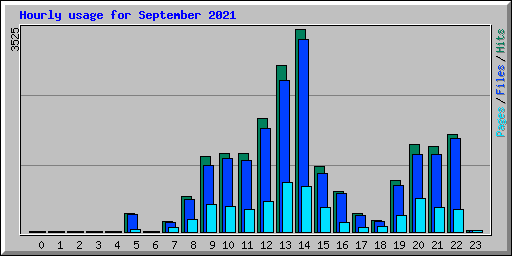 Hourly usage for September 2021
3525
Pages / Files / Hits
0 1 2 3 4 5 6 7 8 9 10 11 12 13 14 15 16 17 18 19 20 21 22 23